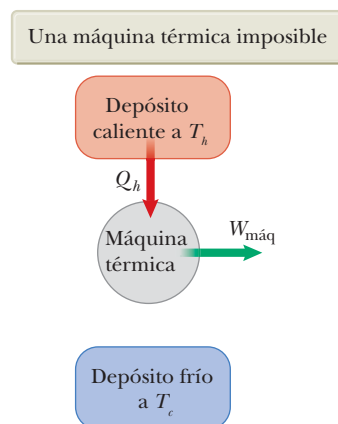 Una máquina térmica imposible
Depósito
caliente a T_h
Q_h
Máquina
térmica
W_máq
Depósito frío
a T_c